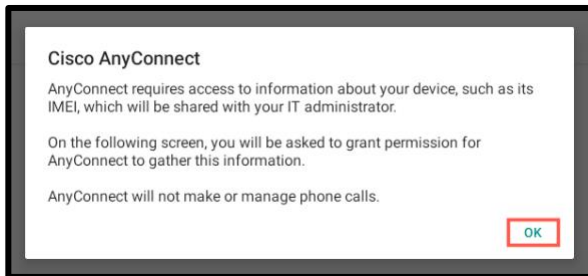 Cisco AnyConnect
AnyConnect requires access to information about your device, such as its
IMEI, which will be shared with your IT administrator.
On the following screen, you will be asked to grant permission for
AnyConnect to gather this information.
AnyConnect will not make or manage phone calls.
OK